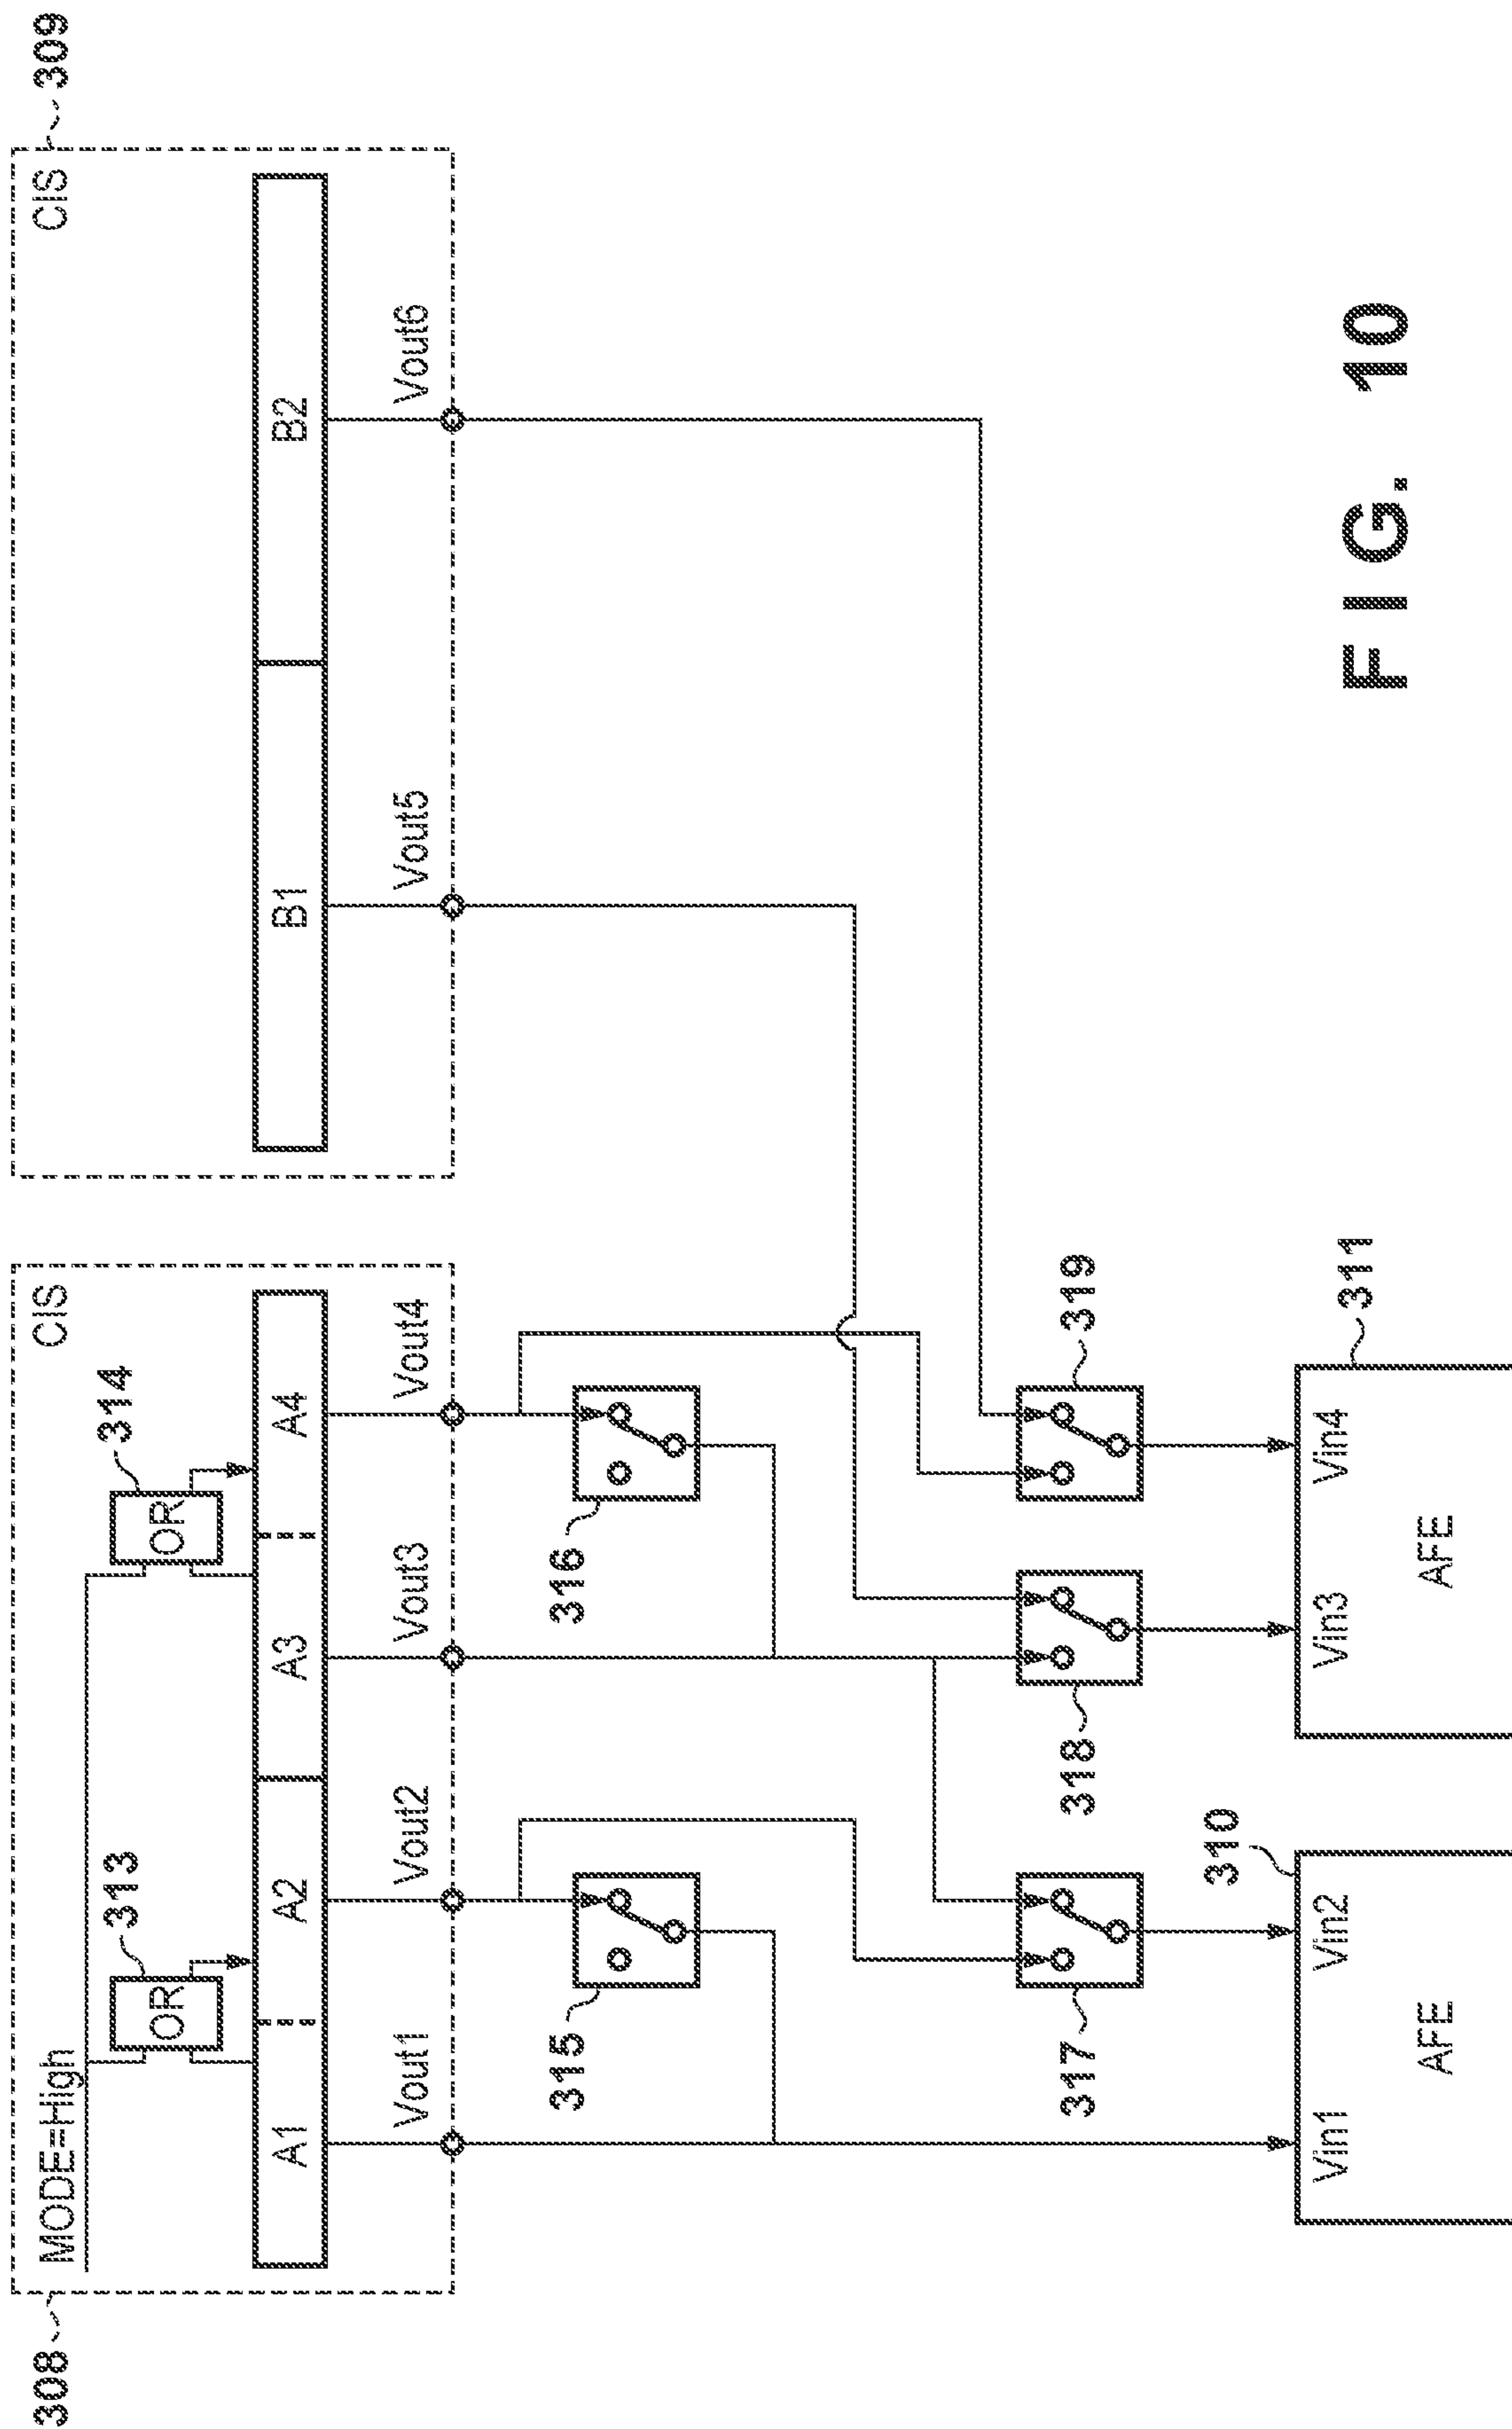 308
MODE=High
CIS
CIS
309
313
314
OR
OR
A1
A2
A3
A4
B1
B2
Vout1
Vout2
Vout3
Vout4
Vout5
Vout6
315
316
317
318
319
310
311
Vin1
Vin2
Vin3
Vin4
AFE
AFE
FIG. 10